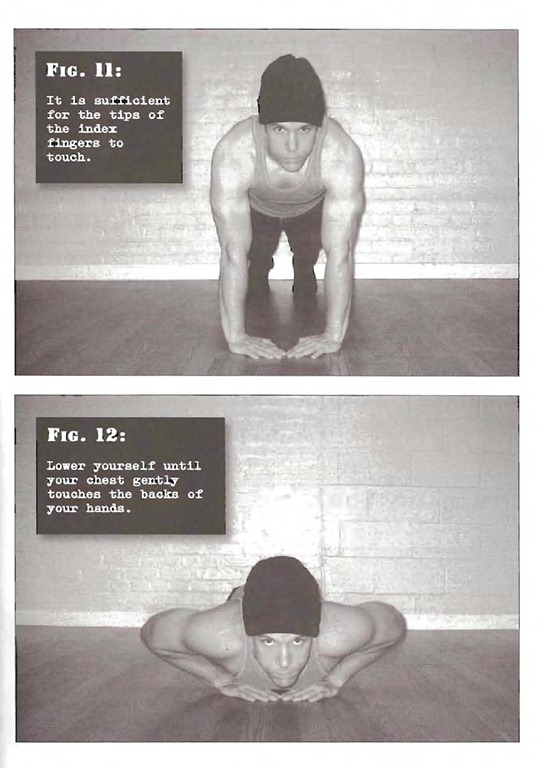 FIG. 11:
It is sufficient
for the tips of
the index
fingers to
touch.
FIG. 12:
Lower yourself until
your chest gently
touches the backs of
your hands.